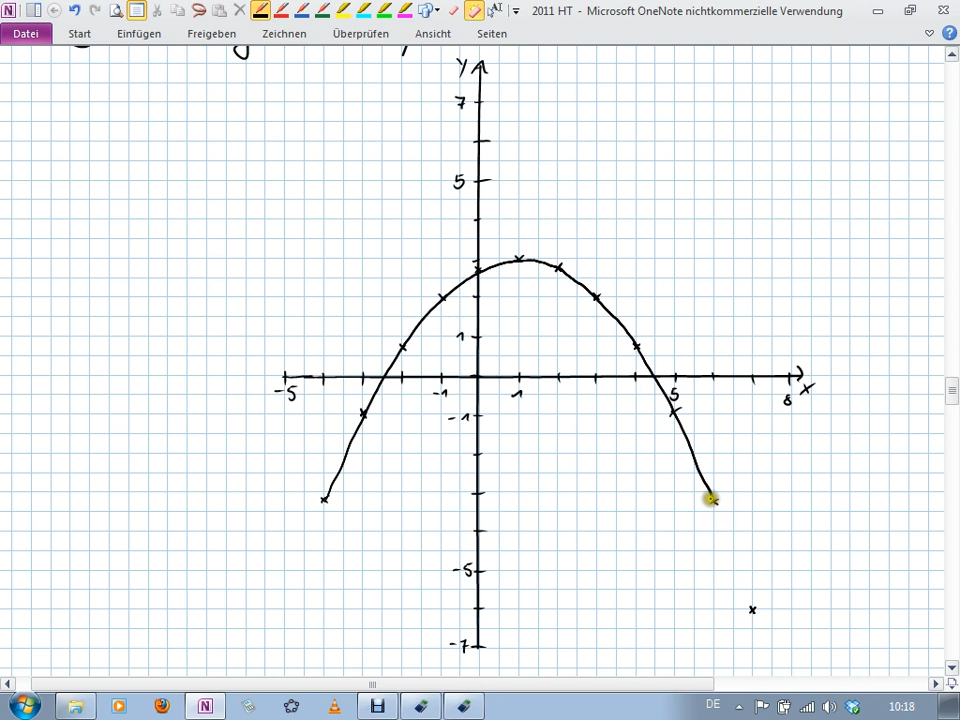 2011 HT - Microsoft OneNote nichtkommerzielle Verwendung
Datei Start Einfügen Freigeben Zeichnen Überprüfen Ansicht Seiten
y
7
5
1
-5 -1 1 5 8 x
-1
-5
-7
DE 10:18